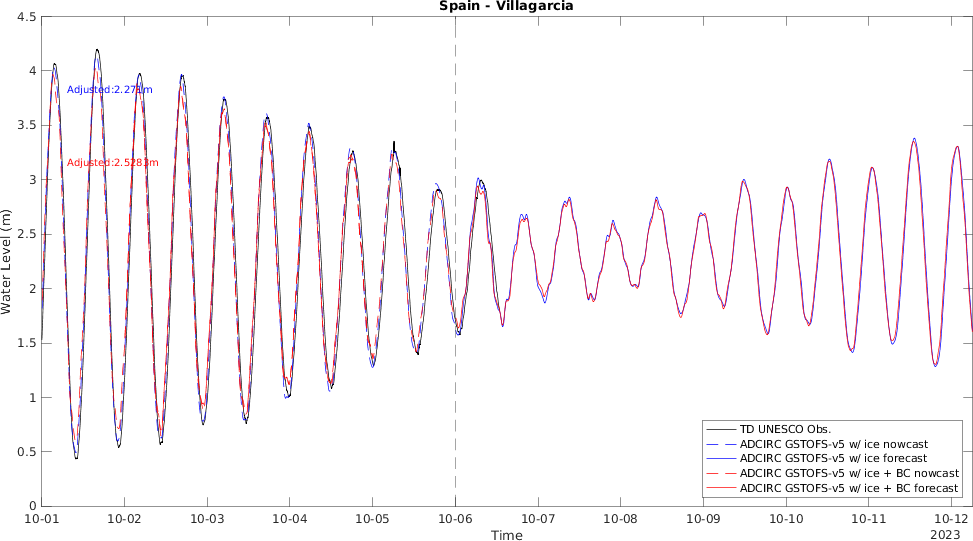 Spain - Villagarcia
4.5
4
3.5
3
2.5
2
1.5
1
0.5
0
Water Level (m)
Adjusted:2.271m
Adjusted:2.5283m
TD UNESCO Obs.
ADCIRC GSTOFS-v5 w/ ice nowcast
ADCIRC GSTOFS-v5 w/ ice forecast
ADCIRC GSTOFS-v5 w/ ice + BC nowcast
ADCIRC GSTOFS-v5 w/ ice + BC forecast
10-01 10-02 10-03 10-04 10-05 10-06 10-07 10-08 10-09 10-10 10-11 10-12
Time
2023